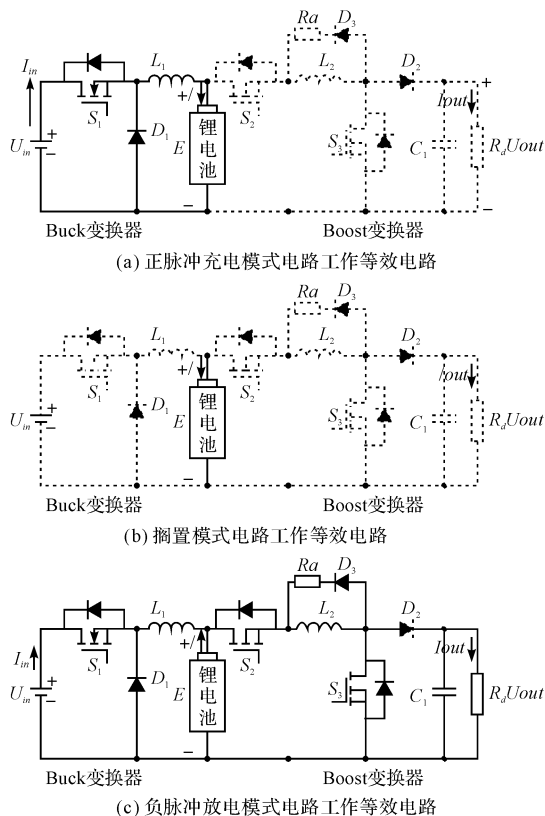 Ra D₃
L₁ L₂ D₂
Iᵢₙ +/ Iout +
S₁ S₂
+ Uᵢₙ − D₁ E 锂电池 S₃ C₁ R_d Uout
− −
Buck变换器 Boost变换器
(a) 正脉冲充电模式电路工作等效电路
Ra D₃
L₁ L₂ D₂
+/ Iout
S₁ S₂
+ Uᵢₙ − D₁ E 锂电池 S₃ C₁ R_d Uout
−
Buck变换器 Boost变换器
(b) 搁置模式电路工作等效电路
Ra D₃
L₁ L₂ D₂
Iᵢₙ +/ Iout
S₁ S₂
+ Uᵢₙ − D₁ E 锂电池 S₃ C₁ R_d Uout
−
Buck变换器 Boost变换器
(c) 负脉冲放电模式电路工作等效电路